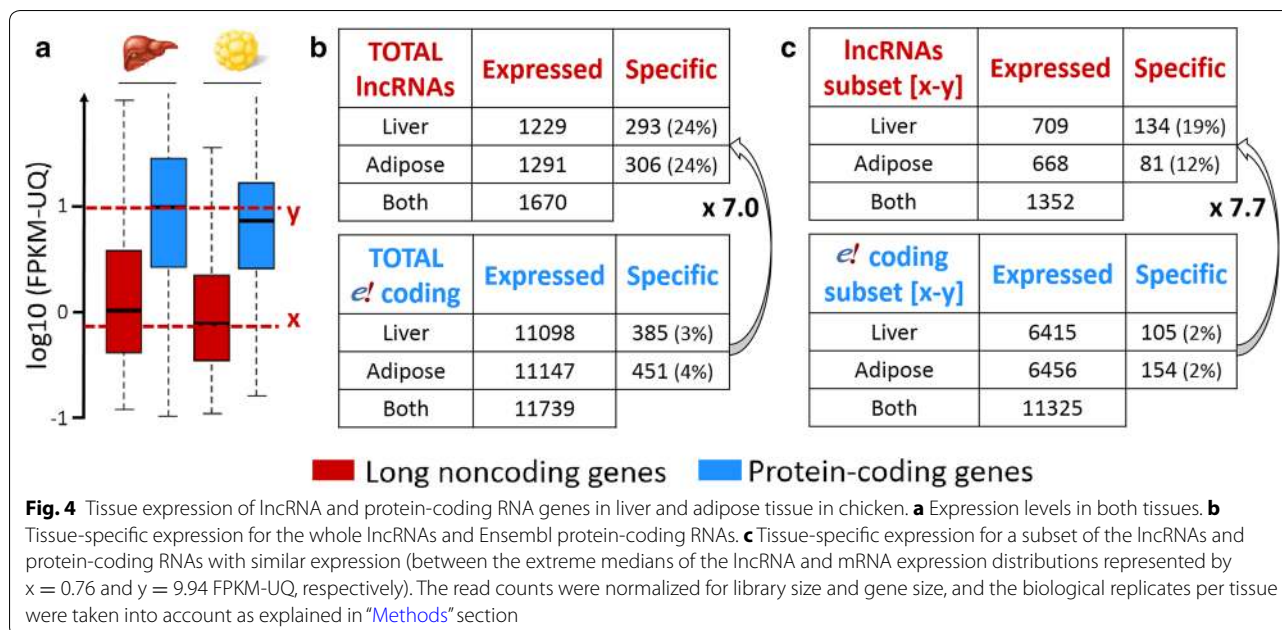 a
log10 (FPKM-UQ)
1
0
-1
y
x
b
TOTAL lncRNAs Expressed Specific
Liver 1229 293 (24%)
Adipose 1291 306 (24%)
Both 1670
x 7.0
TOTAL e! coding Expressed Specific
Liver 11098 385 (3%)
Adipose 11147 451 (4%)
Both 11739
c
lncRNAs subset [x-y] Expressed Specific
Liver 709 134 (19%)
Adipose 668 81 (12%)
Both 1352
x 7.7
e! coding subset [x-y] Expressed Specific
Liver 6415 105 (2%)
Adipose 6456 154 (2%)
Both 11325
Long noncoding genes Protein-coding genes
Fig. 4 Tissue expression of lncRNA and protein-coding RNA genes in liver and adipose tissue in chicken. a Expression levels in both tissues. b
Tissue-specific expression for the whole lncRNAs and Ensembl protein-coding RNAs. c Tissue-specific expression for a subset of the lncRNAs and
protein-coding RNAs with similar expression (between the extreme medians of the lncRNA and mRNA expression distributions represented by
x = 0.76 and y = 9.94 FPKM-UQ, respectively). The read counts were normalized for library size and gene size, and the biological replicates per tissue
were taken into account as explained in “Methods” section